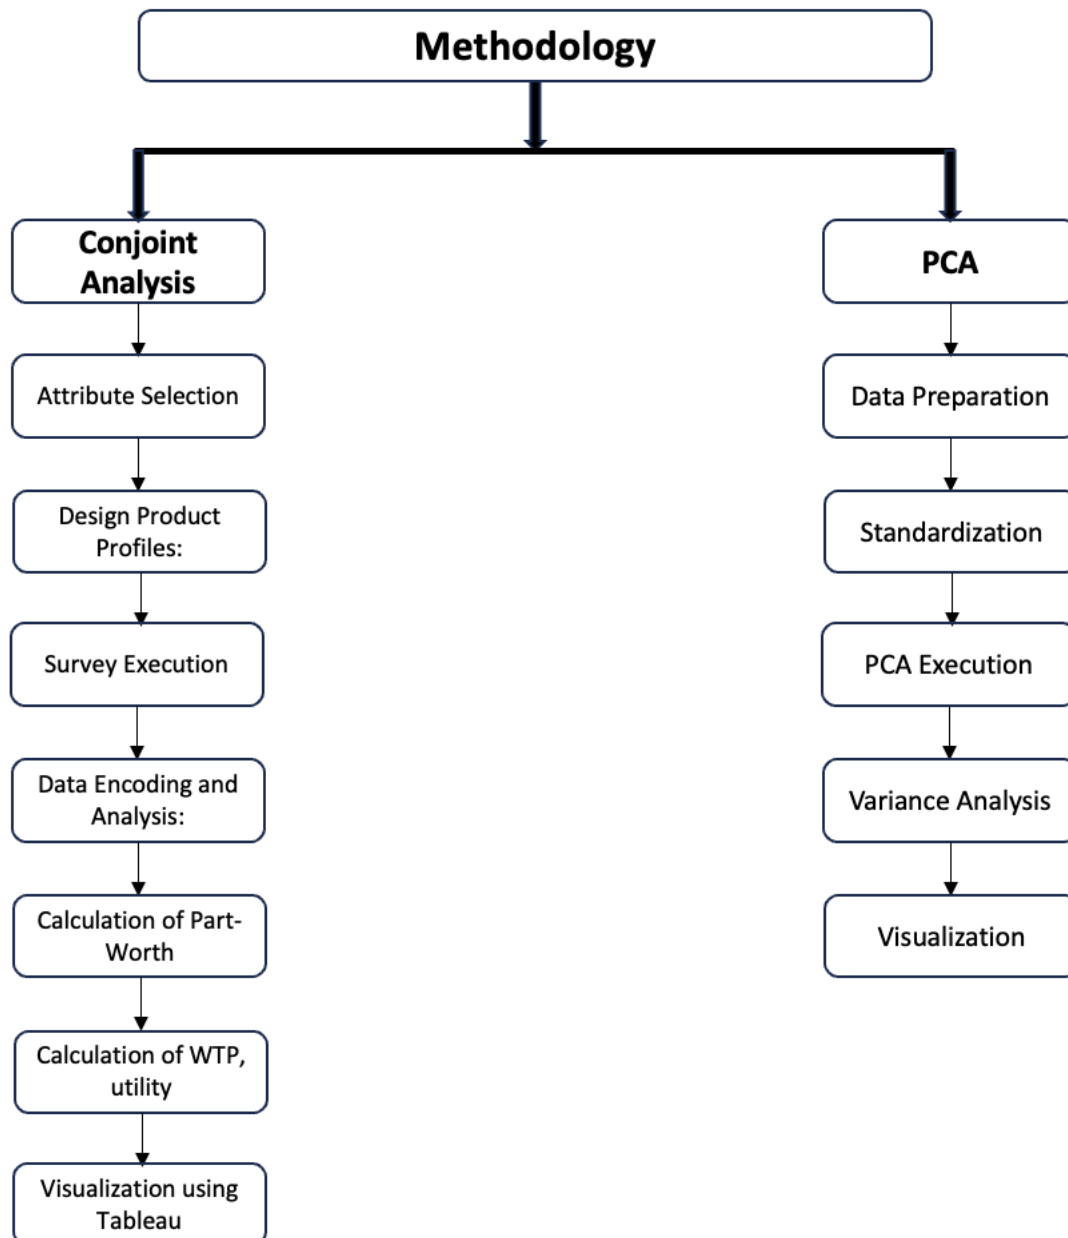 Methodology
Conjoint
Analysis
Attribute Selection
Design Product
Profiles:
Survey Execution
Data Encoding and
Analysis:
Calculation of Part-
Worth
Calculation of WTP,
utility
Visualization using
Tableau
PCA
Data Preparation
Standardization
PCA Execution
Variance Analysis
Visualization